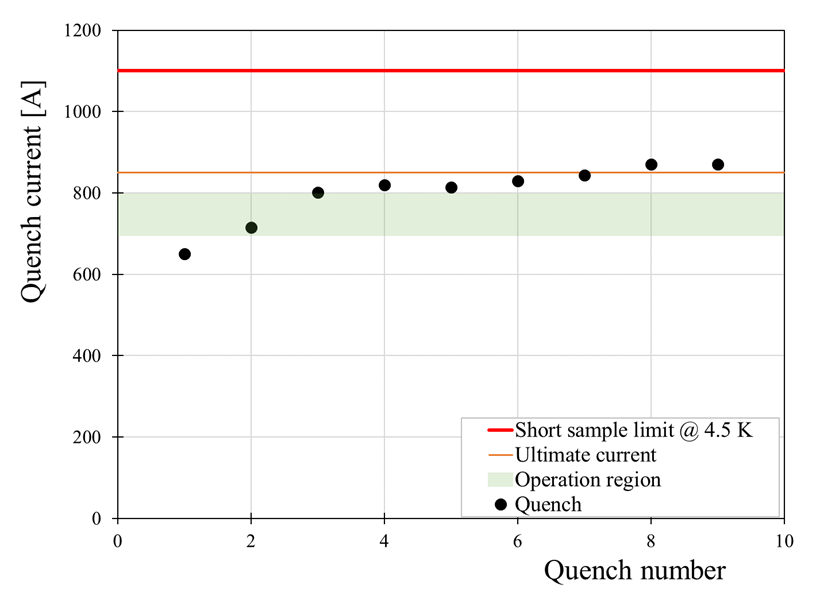 1200
1000
800
600
400
200
0
Quench current [A]
Short sample limit @ 4.5 K
Ultimate current
Operation region
Quench
0 2 4 6 8 10
Quench number